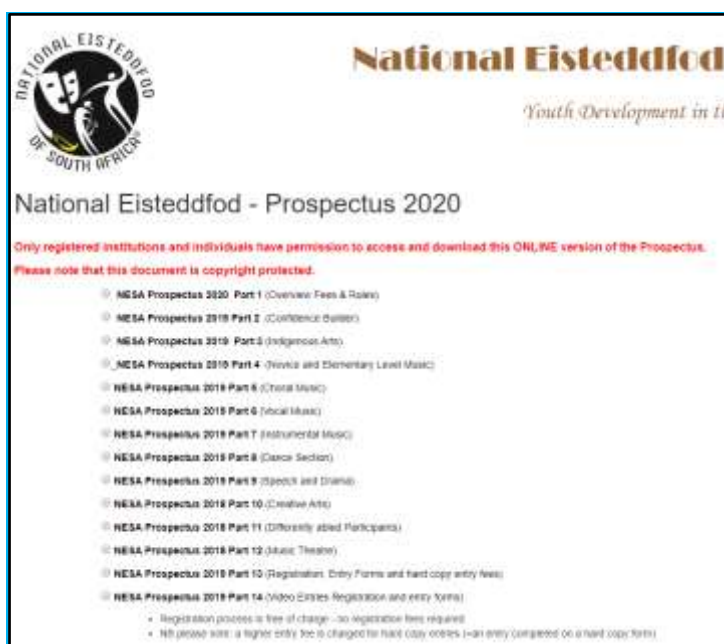 NATIONAL EISTEDDFOD
OF SOUTH AFRICA
National Eisteddfod
Youth Development in
National Eisteddfod - Prospectus 2020
Only registered institutions and individuals have permission to access and download this ONLINE version of the Prospectus.
Please note that this document is copyright protected.
NESA Prospectus 2020 Part 1 (Overview Fees & Rules)
NESA Prospectus 2019 Part 2 (Confidence Builder)
NESA Prospectus 2019 Part 3 (Indigenous Arts)
_NESA Prospectus 2019 Part 4 (Novice and Elementary Level Music)
NESA Prospectus 2019 Part 5 (Choral Music)
NESA Prospectus 2019 Part 6 (Vocal Music)
NESA Prospectus 2019 Part 7 (Instrumental Music)
NESA Prospectus 2019 Part 8 (Dance Section)
NESA Prospectus 2019 Part 9 (Speech and Drama)
NESA Prospectus 2019 Part 10 (Creative Arts)
NESA Prospectus 2019 Part 11 (Differently abled Participants)
NESA Prospectus 2019 Part 12 (Music Theatre)
NESA Prospectus 2019 Part 13 (Registration, Entry Forms and hard copy entry fees)
NESA Prospectus 2019 Part 14 (Video Entries Registration and entry forms)
Registration process is free of charge - no registration fees required
NB please note: a higher entry fee is charged for hard copy entries (=an entry completed on a hard copy form)